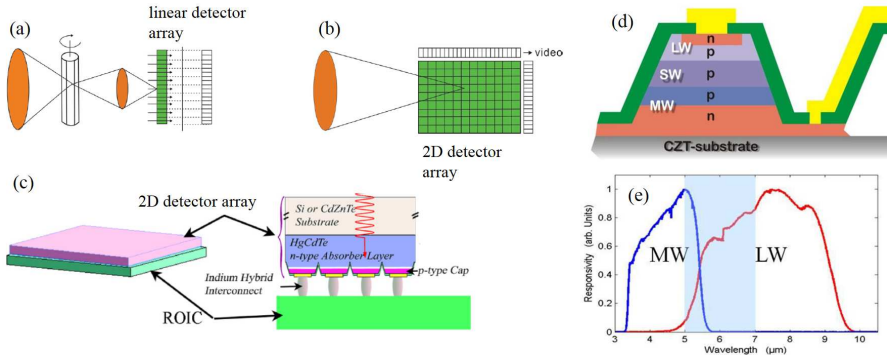 (a)
linear detector
array
(b)
video
2D detector
array
(c)
2D detector array
Si or CdZnTe
Substrate
HgCdTe
n-type Absorber Layer
p-type Cap
Indium Hybrid
Interconnect
ROIC
(d)
n
LW
p
SW
p
MW
p
n
CZT-substrate
(e)
Responsivity (arb. Units)
1
0.8
0.6
0.4
0.2
0
MW
LW
3 4 5 6 7 8 9 10
Wavelength (μm)